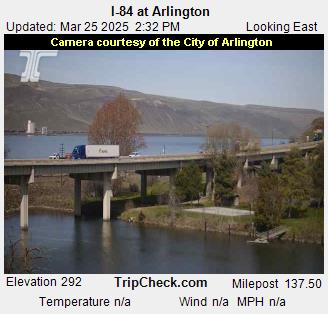 I-84 at Arlington
Updated: Mar 25 2025 2:32 PM Looking East
Camera courtesy of the City of Arlington
Elevation 292 TripCheck.com Milepost 137.50
Temperature n/a Wind n/a MPH n/a